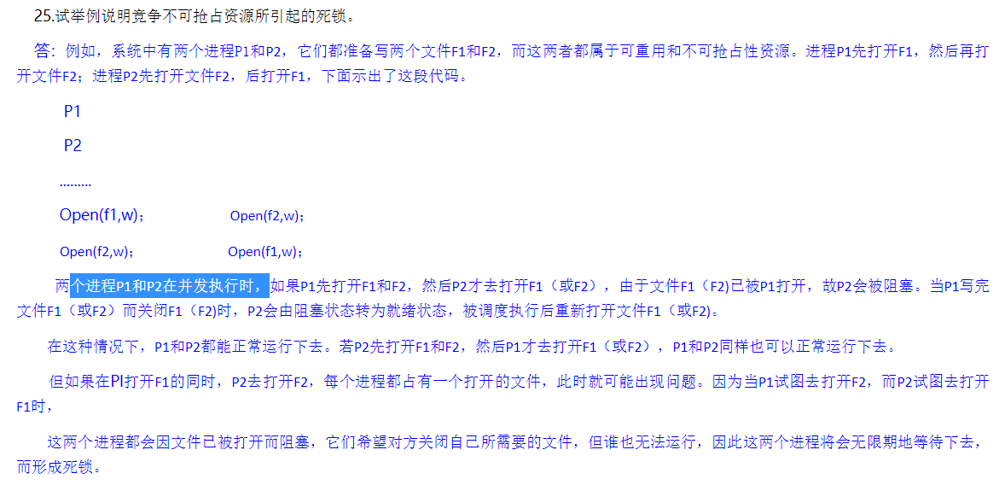 25.试举例说明竞争不可抢占资源所引起的死锁。
答：例如，系统中有两个进程P1和P2，它们都准备写两个文件F1和F2，而这两者都属于可重用和不可抢占性资源。进程P1先打开F1，然后再打
开文件F2；进程P2先打开文件F2，后打开F1，下面示出了这段代码。
P1
P2
.........
Open(f1,w)； Open(f2,w)；
Open(f2,w)； Open(f1,w)；
两个进程P1和P2在并发执行时，如果P1先打开F1和F2，然后P2才去打开F1（或F2），由于文件F1（F2)已被P1打开，故P2会被阻塞。当P1写完
文件F1（或F2）而关闭F1（F2)时，P2会由阻塞状态转为就绪状态，被调度执行后重新打开文件F1（或F2)。
在这种情况下，P1和P2都能正常运行下去。若P2先打开F1和F2，然后P1才去打开F1（或F2），P1和P2同样也可以正常运行下去。
但如果在PI打开F1的同时，P2去打开F2，每个进程都占有一个打开的文件，此时就可能出现问题。因为当P1试图去打开F2，而P2试图去打开
F1时，
这两个进程都会因文件已被打开而阻塞，它们希望对方关闭自己所需要的文件，但谁也无法运行，因此这两个进程将会无限期地等待下去，
而形成死锁。